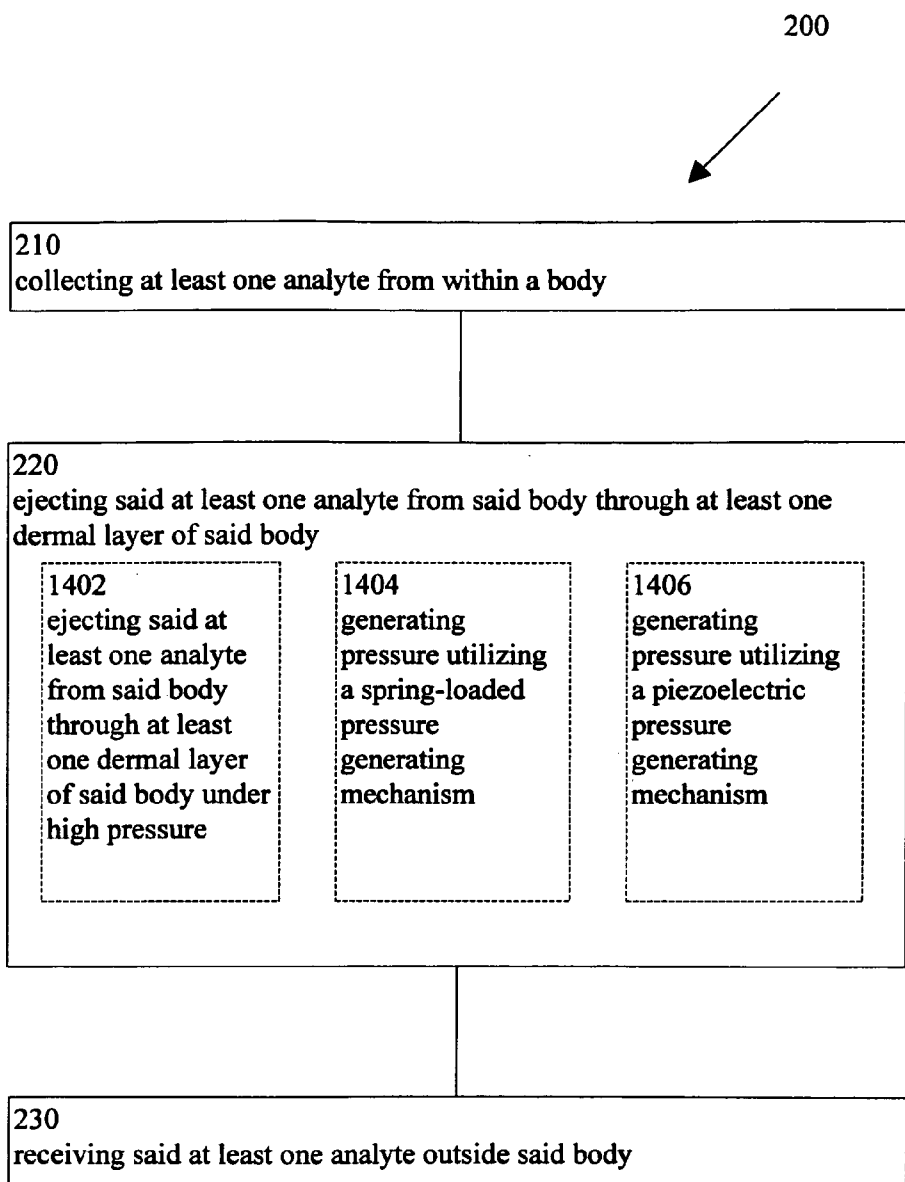 200
210
collecting at least one analyte from within a body
220
ejecting said at least one analyte from said body through at least one
dermal layer of said body
1402
ejecting said at
least one analyte
from said body
through at least
one dermal layer
of said body under
high pressure
1404
generating
pressure utilizing
a spring-loaded
pressure
generating
mechanism
1406
generating
pressure utilizing
a piezoelectric
pressure
generating
mechanism
230
receiving said at least one analyte outside said body